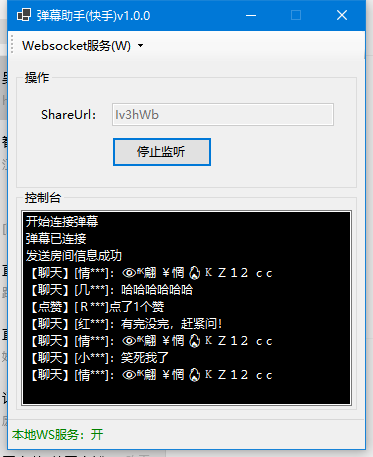 弹幕助手(快手)v1.0.0
Websocket服务(W)
操作
ShareUrl:
Iv3hWb
停止监听
控制台
开始连接弹幕
弹幕已连接
发送房间信息成功
【聊天】[情***]: ￥惘 K Z 1 2 c c
【聊天】[几***]: 哈哈哈哈哈哈
【点赞】[R***]点了1个赞
【聊天】[红***]: 有完没完，赶紧问！
【聊天】[情***]: ￥惘 K Z 1 2 c c
【聊天】[小***]: 笑死我了
【聊天】[情***]: ￥惘 K Z 1 2 c c
本地WS服务：开